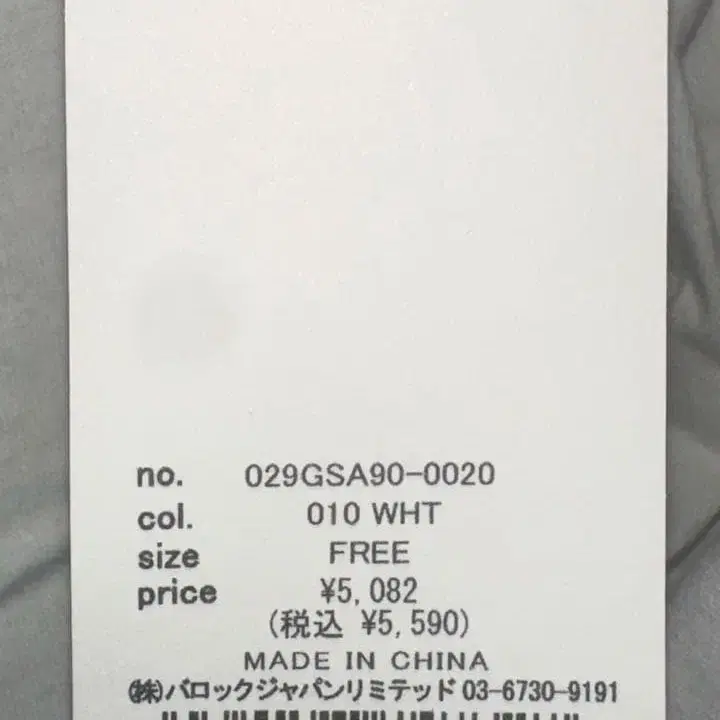 no. 029GSA90-0020
col. 010 WHT
size FREE
price ¥5,082
(税込 ¥5,590)
MADE IN CHINA
㈱バロックジャパンリミテッド 03-6730-9191